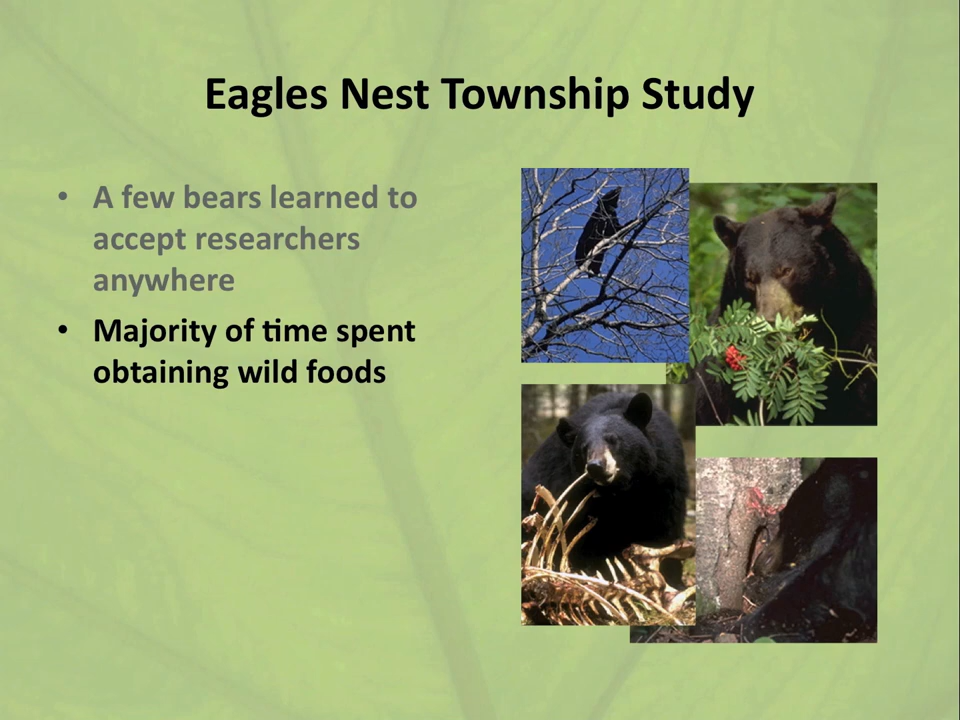 Eagles Nest Township Study
• A few bears learned to
accept researchers
anywhere
• Majority of time spent
obtaining wild foods